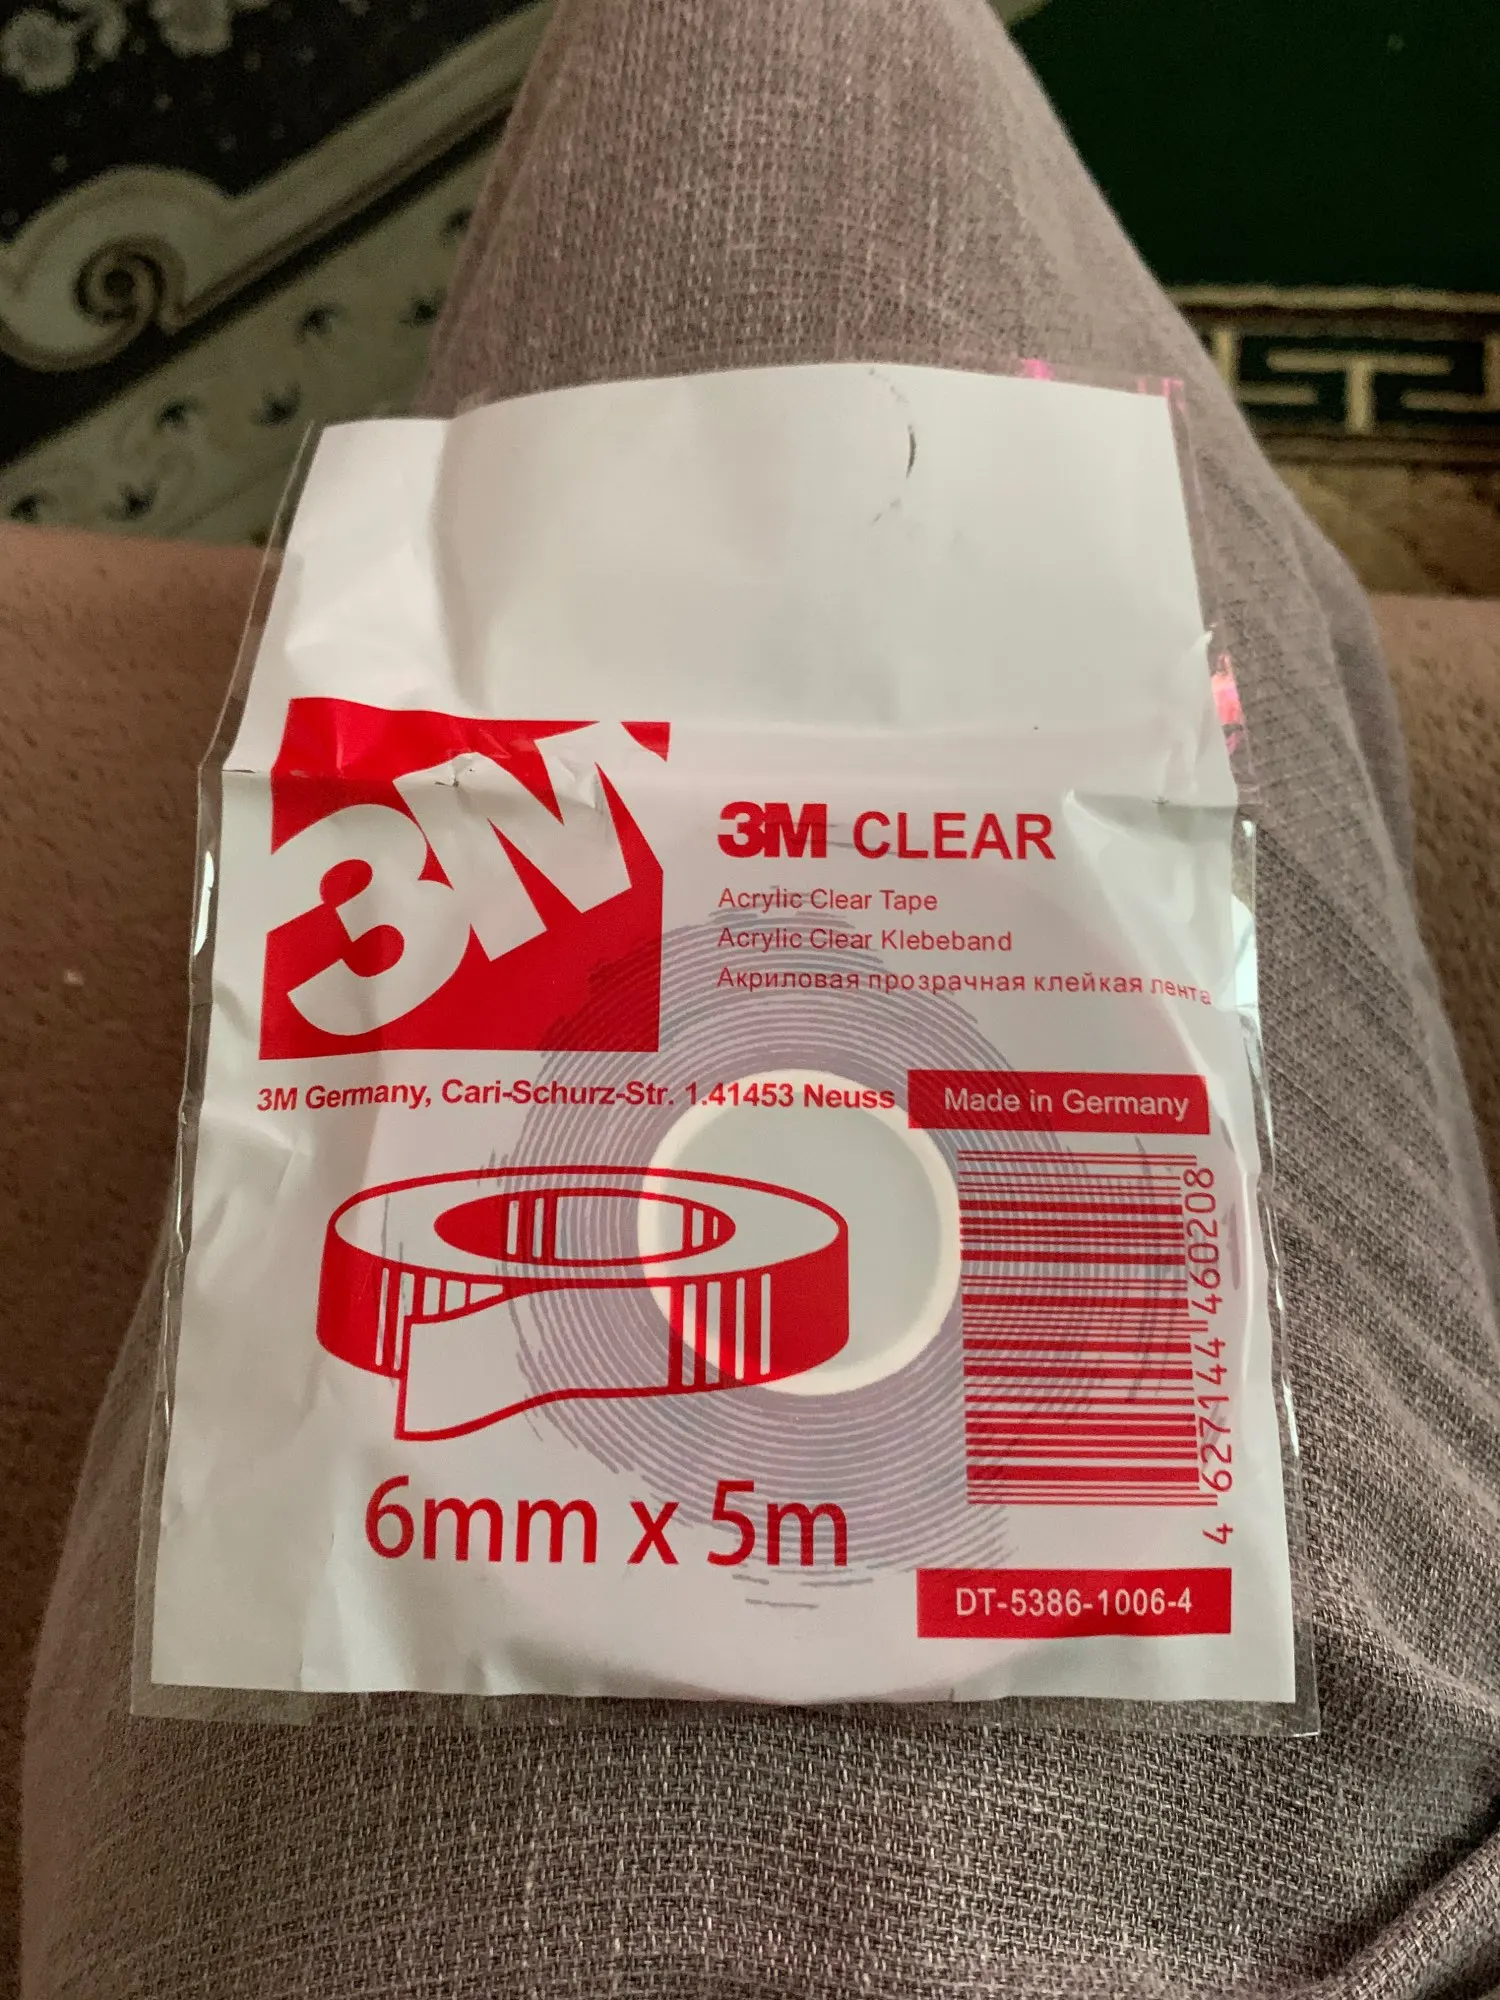 3M
3M CLEAR
Acrylic Clear Tape
Acrylic Clear Klebeband
Акриловая прозрачная клейкая лента
3M Germany, Cari-Schurz-Str. 1.41453 Neuss
Made in Germany
4 627144 460208
6mm x 5m
DT-5386-1006-4